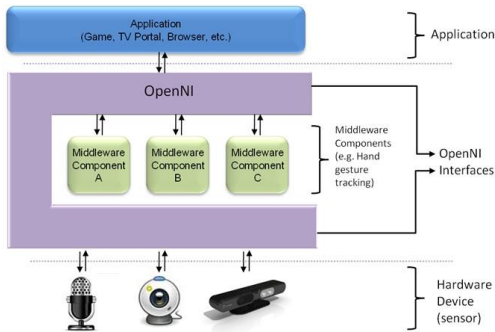 Application
(Game, TV Portal, Browser, etc.)
Application
OpenNI
Middleware
Component
A
Middleware
Component
B
Middleware
Component
C
Middleware
Components
(e.g. Hand
gesture
tracking)
OpenNI
Interfaces
Hardware
Device
(sensor)